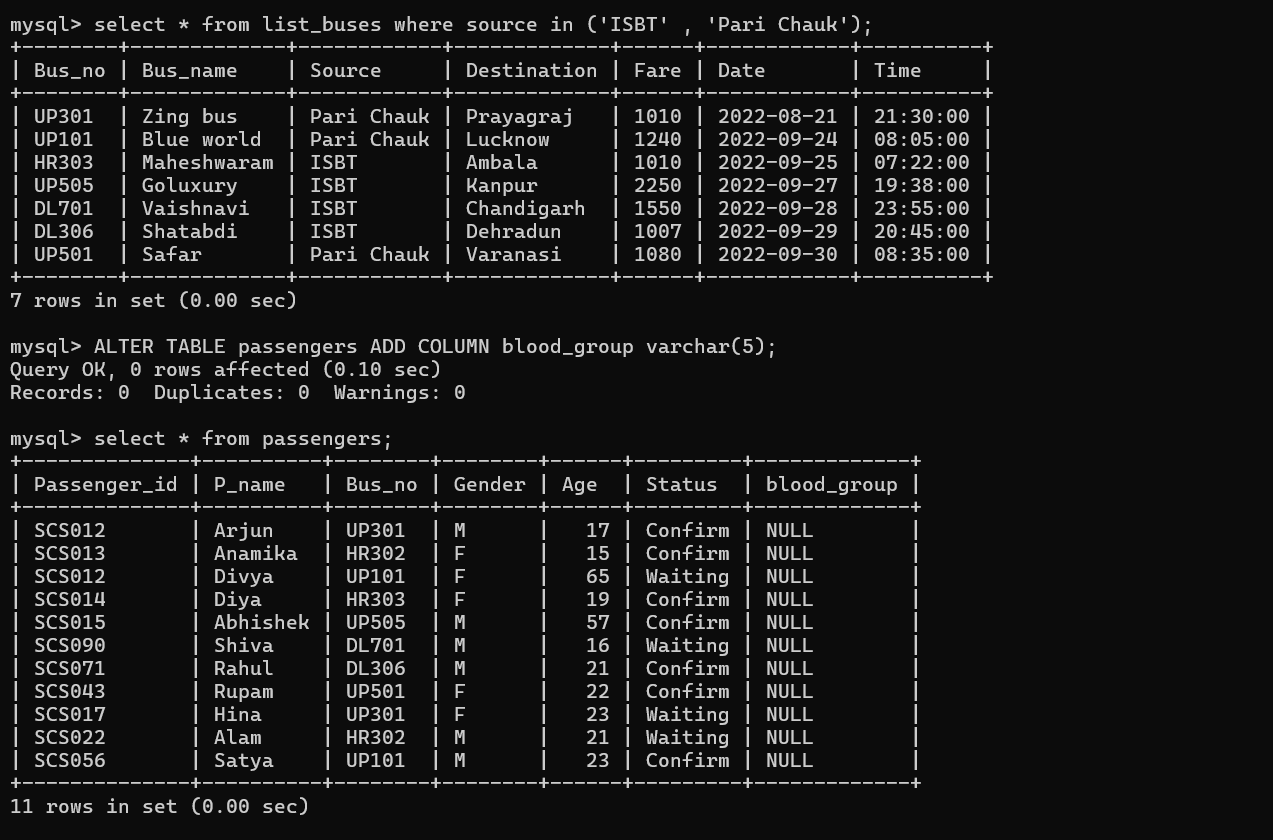 mysql> select * from list_buses where source in ('ISBT' , 'Pari Chauk');
+--------+-------------+------------+-------------+------+------------+----------+
| Bus_no | Bus_name    | Source     | Destination | Fare | Date       | Time     |
+--------+-------------+------------+-------------+------+------------+----------+
| UP301  | Zing bus    | Pari Chauk | Prayagraj   | 1010 | 2022-08-21 | 21:30:00 |
| UP101  | Blue world  | Pari Chauk | Lucknow     | 1240 | 2022-09-24 | 08:05:00 |
| HR303  | Maheshwaram | ISBT       | Ambala      | 1010 | 2022-09-25 | 07:22:00 |
| UP505  | Goluxury    | ISBT       | Kanpur      | 2250 | 2022-09-27 | 19:38:00 |
| DL701  | Vaishnavi   | ISBT       | Chandigarh  | 1550 | 2022-09-28 | 23:55:00 |
| DL306  | Shatabdi    | ISBT       | Dehradun    | 1007 | 2022-09-29 | 20:45:00 |
| UP501  | Safar       | Pari Chauk | Varanasi    | 1080 | 2022-09-30 | 08:35:00 |
+--------+-------------+------------+-------------+------+------------+----------+
7 rows in set (0.00 sec)

mysql> ALTER TABLE passengers ADD COLUMN blood_group varchar(5);
Query OK, 0 rows affected (0.10 sec)
Records: 0  Duplicates: 0  Warnings: 0

mysql> select * from passengers;
+--------------+----------+--------+--------+------+---------+-------------+
| Passenger_id | P_name   | Bus_no | Gender | Age  | Status  | blood_group |
+--------------+----------+--------+--------+------+---------+-------------+
| SCS012       | Arjun    | UP301  | M      |   17 | Confirm | NULL        |
| SCS013       | Anamika  | HR302  | F      |   15 | Confirm | NULL        |
| SCS012       | Divya    | UP101  | F      |   65 | Waiting | NULL        |
| SCS014       | Diya     | HR303  | F      |   19 | Confirm | NULL        |
| SCS015       | Abhishek | UP505  | M      |   57 | Confirm | NULL        |
| SCS090       | Shiva    | DL701  | M      |   16 | Waiting | NULL        |
| SCS071       | Rahul    | DL306  | M      |   21 | Confirm | NULL        |
| SCS043       | Rupam    | UP501  | F      |   22 | Confirm | NULL        |
| SCS017       | Hina     | UP301  | F      |   23 | Waiting | NULL        |
| SCS022       | Alam     | HR302  | M      |   21 | Waiting | NULL        |
| SCS056       | Satya    | UP101  | M      |   23 | Confirm | NULL        |
+--------------+----------+--------+--------+------+---------+-------------+
11 rows in set (0.00 sec)